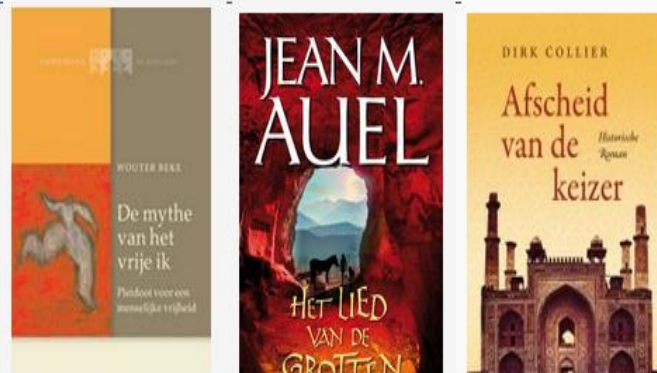 WOUTER BEKE
De mythe
van het
vrije ik
Pleidooi voor een
menselijke vrijheid
JEAN M.
AUEL
HET LIED
VAN DE
GROTTEN
DIRK COLLIER
Afscheid
van de
Historische
Roman
keizer